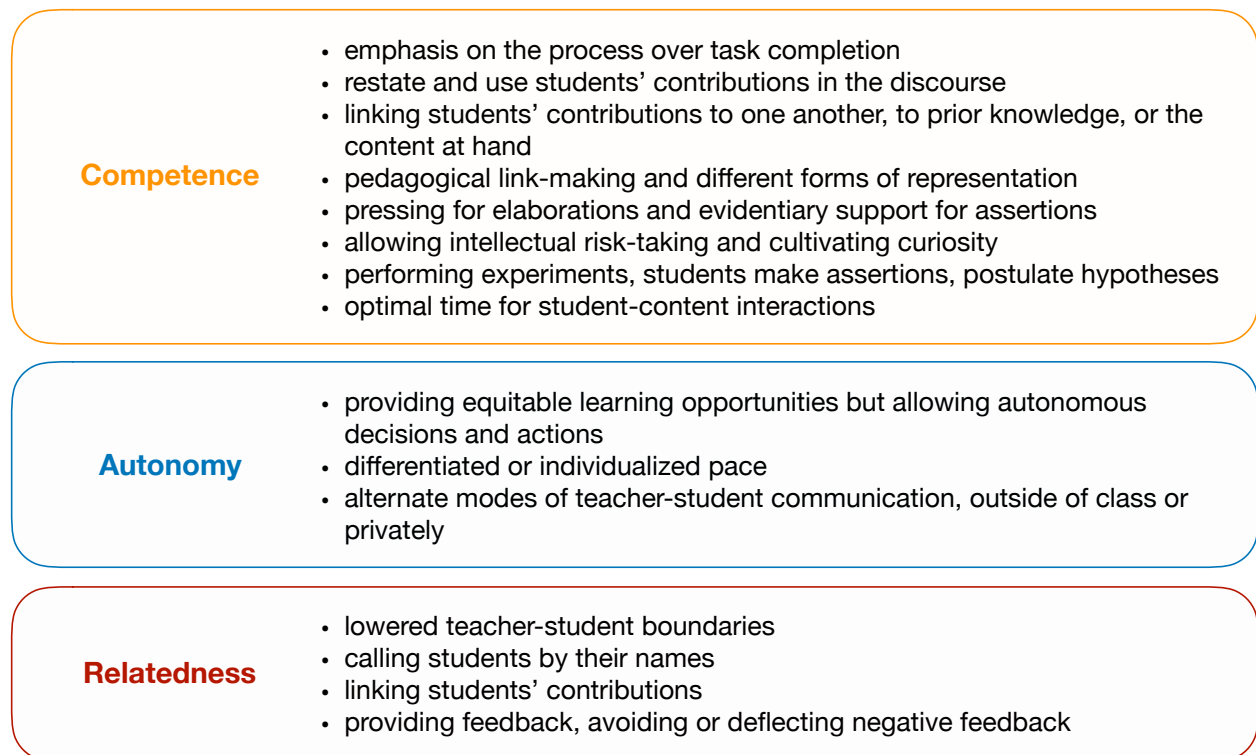 Competence
• emphasis on the process over task completion
• restate and use students’ contributions in the discourse
• linking students’ contributions to one another, to prior knowledge, or the
content at hand
• pedagogical link-making and different forms of representation
• pressing for elaborations and evidentiary support for assertions
• allowing intellectual risk-taking and cultivating curiosity
• performing experiments, students make assertions, postulate hypotheses
• optimal time for student-content interactions
Autonomy
• providing equitable learning opportunities but allowing autonomous
decisions and actions
• differentiated or individualized pace
• alternate modes of teacher-student communication, outside of class or
privately
Relatedness
• lowered teacher-student boundaries
• calling students by their names
• linking students’ contributions
• providing feedback, avoiding or deflecting negative feedback